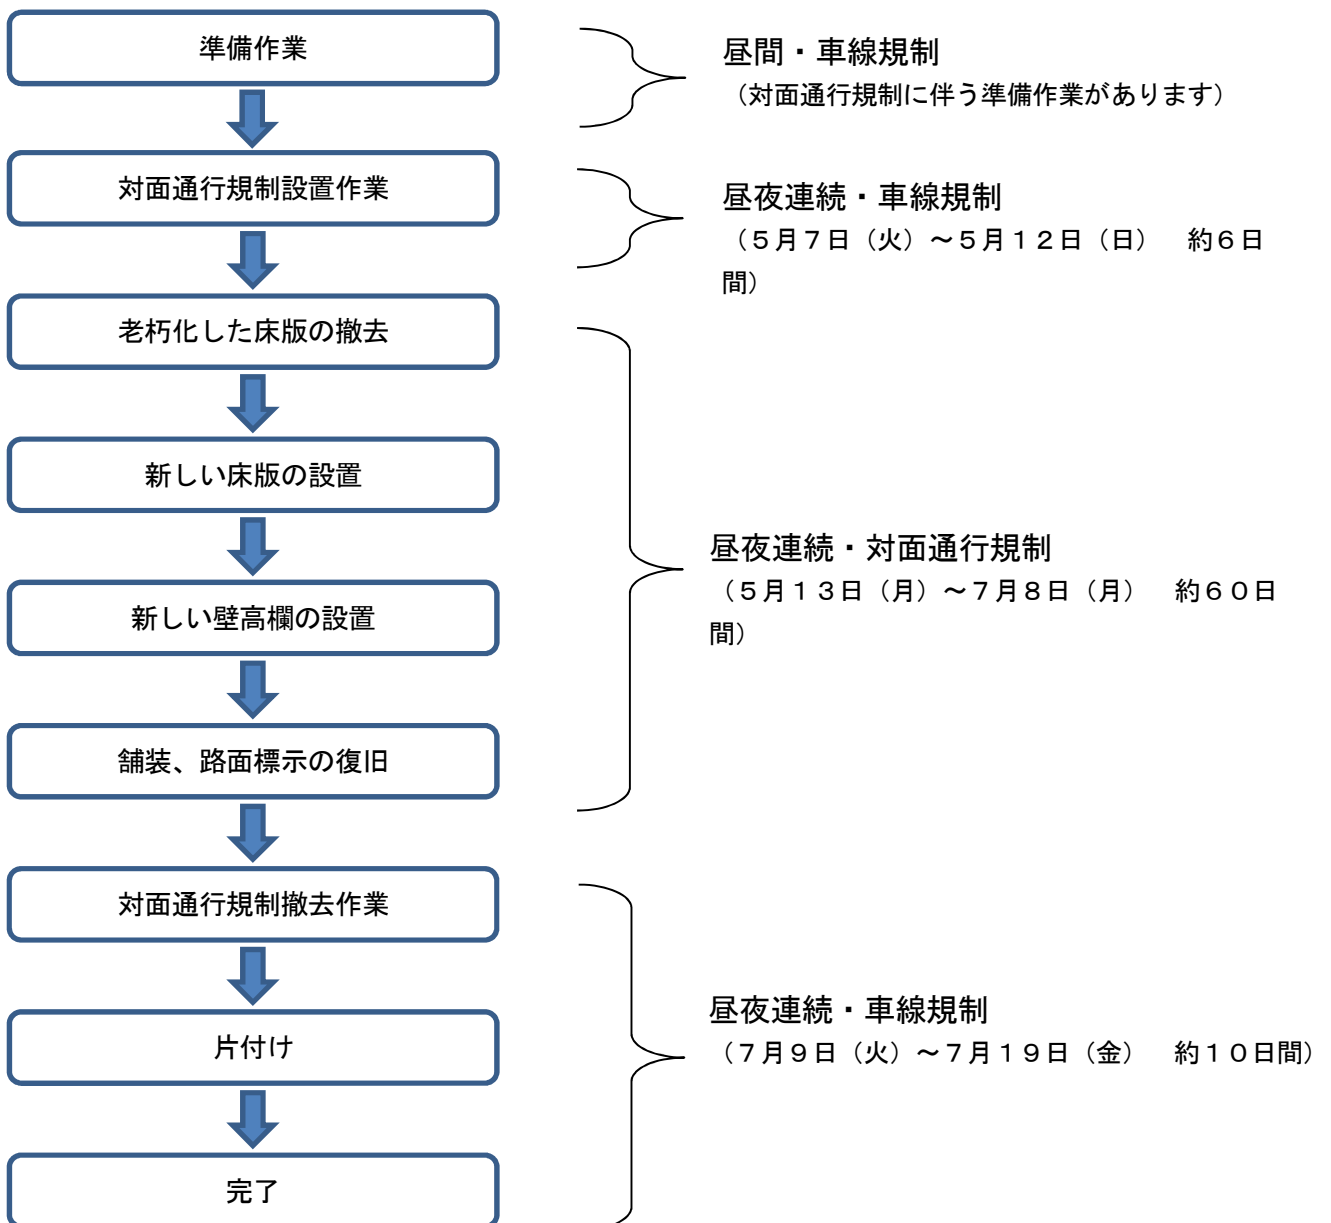 準備作業
昼間・車線規制
（対面通行規制に伴う準備作業があります）
対面通行規制設置作業
昼夜連続・車線規制
（５月７日（火）～５月１２日（日）　約６日
間）
老朽化した床版の撤去
新しい床版の設置
新しい壁高欄の設置
舗装、路面標示の復旧
昼夜連続・対面通行規制
（５月１３日（月）～７月８日（月）　約６０日
間）
対面通行規制撤去作業
片付け
完了
昼夜連続・車線規制
（７月９日（火）～７月１９日（金）　約１０日間）